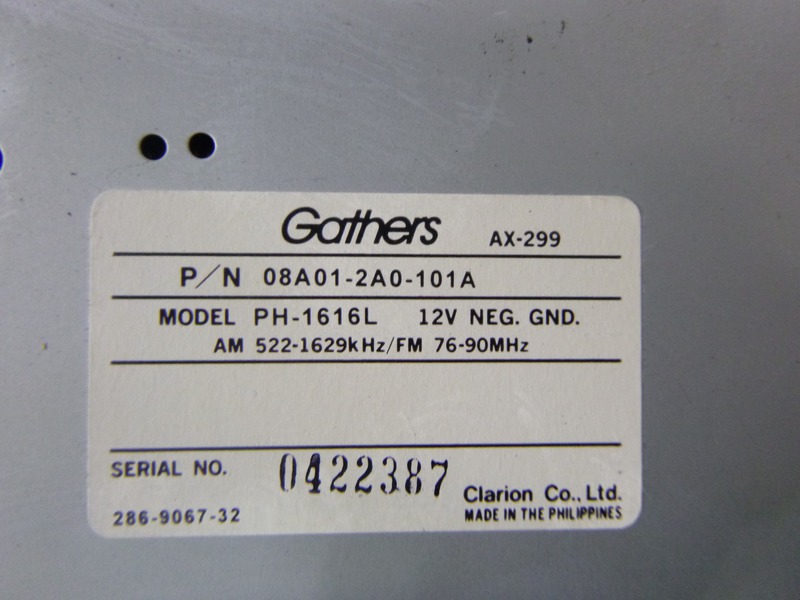 Gathers AX-299
P/N 08A01-2A0-101A
MODEL PH-1616L 12V NEG. GND.
AM 522-1629kHz/FM 76-90MHz
SERIAL NO. 0422387
Clarion Co., Ltd.
286-9067-32 MADE IN THE PHILIPPINES